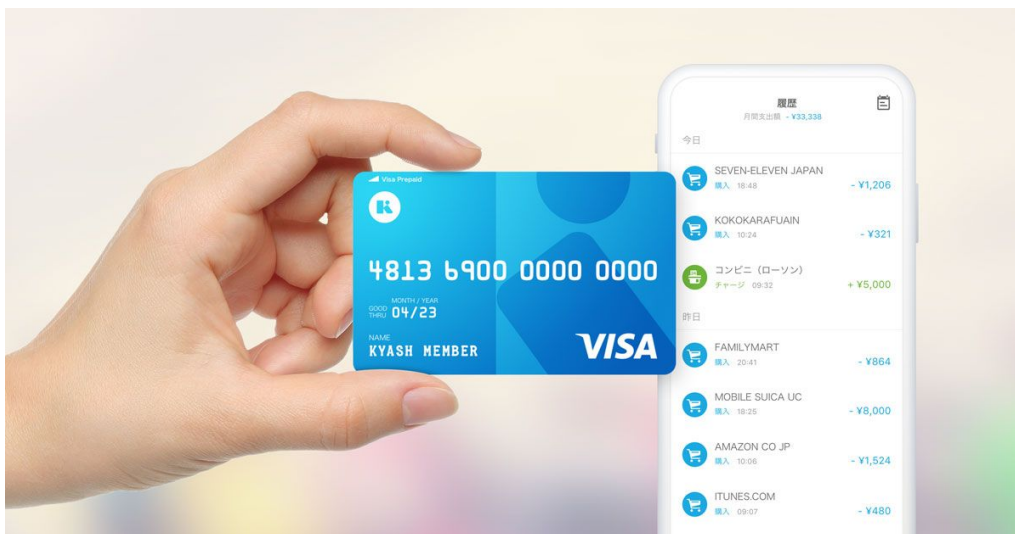 Visa Prepaid
K
4813 6900 0000 0000
MONTH / YEAR
GOOD THRU 04/23
NAME
KYASH MEMBER
VISA
履歴
月間支出額 - ¥33,338
今日
SEVEN-ELEVEN JAPAN
購入 18:48 - ¥1,206
KOKOKARAFUAIN
購入 10:24 - ¥321
コンビニ (ローソン)
チャージ 09:32 + ¥5,000
昨日
FAMILYMART
購入 20:41 - ¥864
MOBILE SUICA UC
購入 18:25 - ¥8,000
AMAZON CO JP
購入 10:06 - ¥1,524
ITUNES.COM
購入 09:07 - ¥480